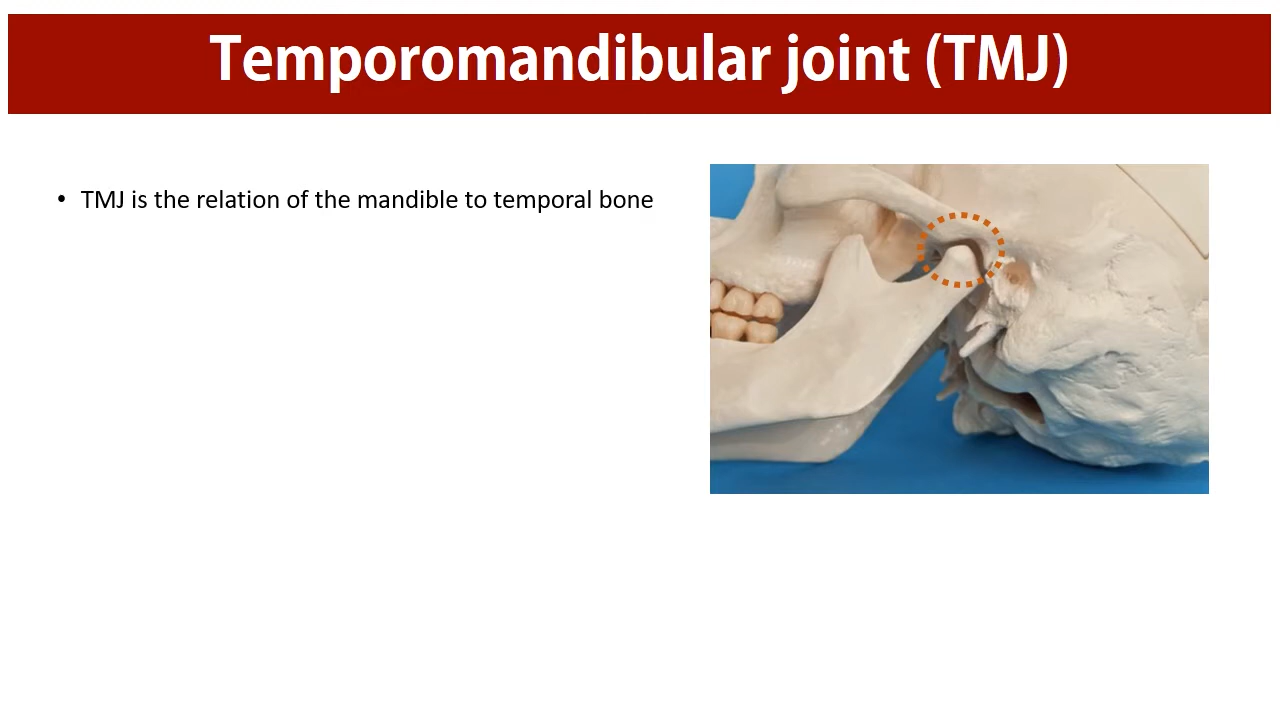 Temporomandibular joint (TMJ)
• TMJ is the relation of the mandible to temporal bone